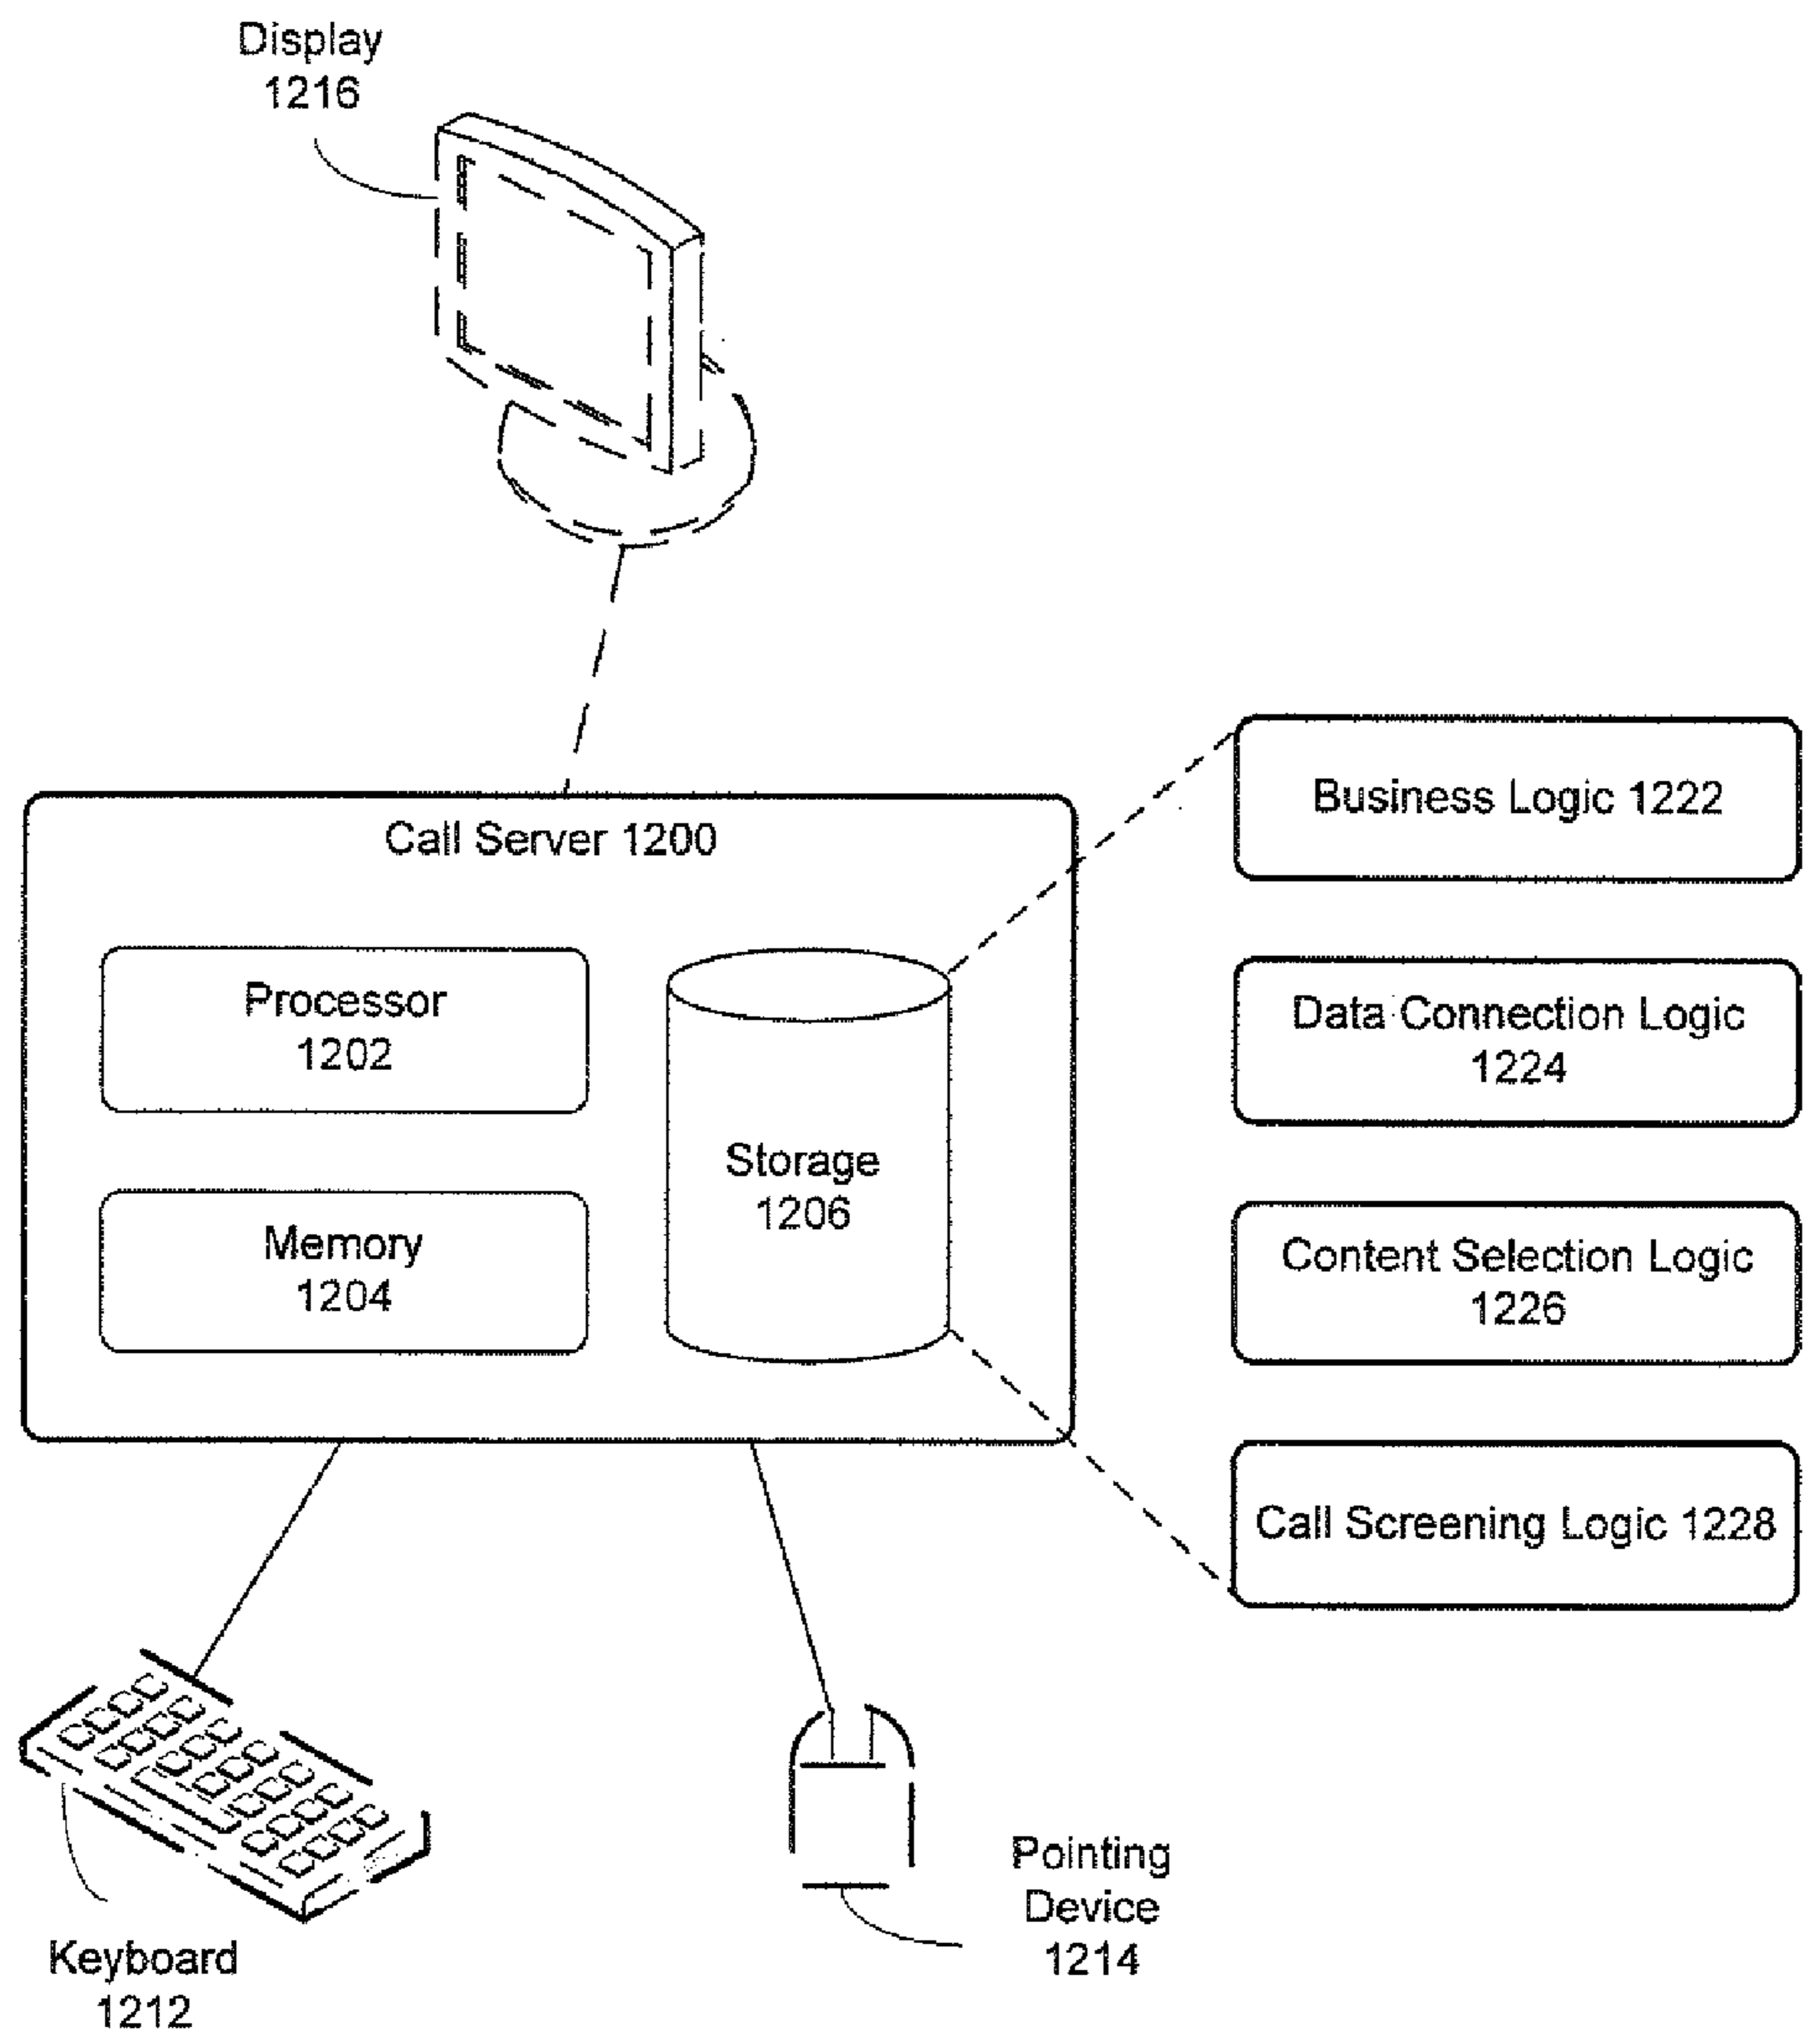 Display
1216
Call Server 1200
Processor
1202
Memory
1204
Storage
1206
Business Logic 1222
Data Connection Logic
1224
Content Selection Logic
1226
Call Screening Logic 1228
Keyboard
1212
Pointing
Device
1214